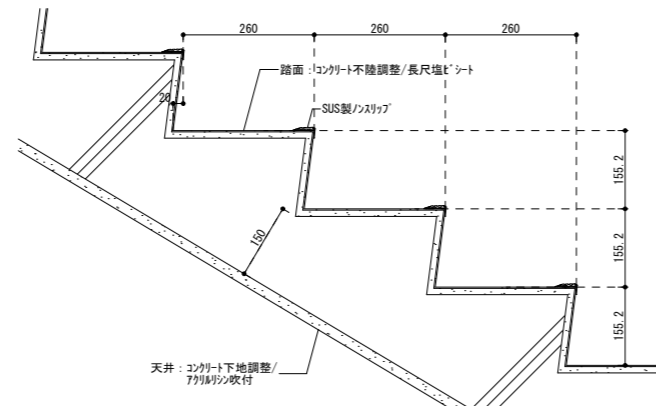 260
260
260
踏面：コンクリート不陸調整/長尺塩ビシート
20
SUS製ノンスリップ
155.2
155.2
155.2
150
天井：コンクリート下地調整/
アクリルリシン吹付